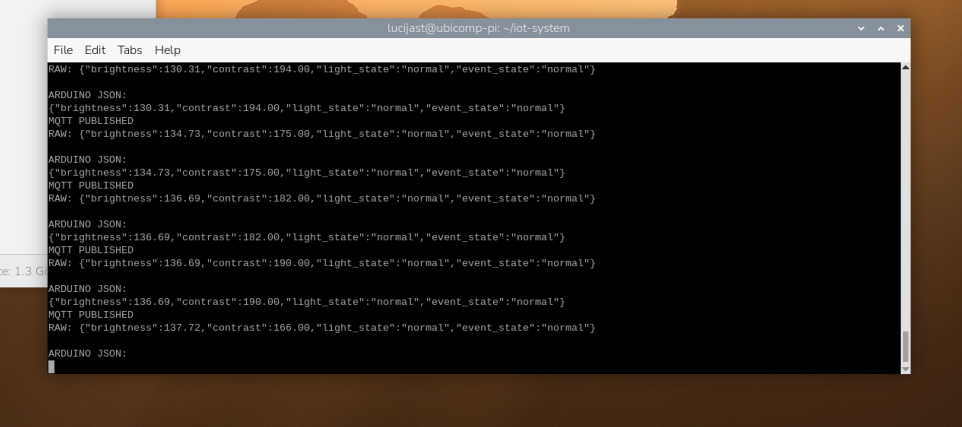 lucijast@ubicomp-pi: ~/iot-system
File Edit Tabs Help
RAW: {"brightness":130.31,"contrast":194.00,"light_state":"normal","event_state":"normal"}
ARDUINO JSON:
{"brightness":130.31,"contrast":194.00,"light_state":"normal","event_state":"normal"}
MQTT PUBLISHED
RAW: {"brightness":134.73,"contrast":175.00,"light_state":"normal","event_state":"normal"}
ARDUINO JSON:
{"brightness":134.73,"contrast":175.00,"light_state":"normal","event_state":"normal"}
MQTT PUBLISHED
RAW: {"brightness":136.69,"contrast":182.00,"light_state":"normal","event_state":"normal"}
ARDUINO JSON:
{"brightness":136.69,"contrast":182.00,"light_state":"normal","event_state":"normal"}
MQTT PUBLISHED
RAW: {"brightness":136.69,"contrast":190.00,"light_state":"normal","event_state":"normal"}
ARDUINO JSON:
{"brightness":136.69,"contrast":190.00,"light_state":"normal","event_state":"normal"}
MQTT PUBLISHED
RAW: {"brightness":137.72,"contrast":166.00,"light_state":"normal","event_state":"normal"}
ARDUINO JSON:
1.3